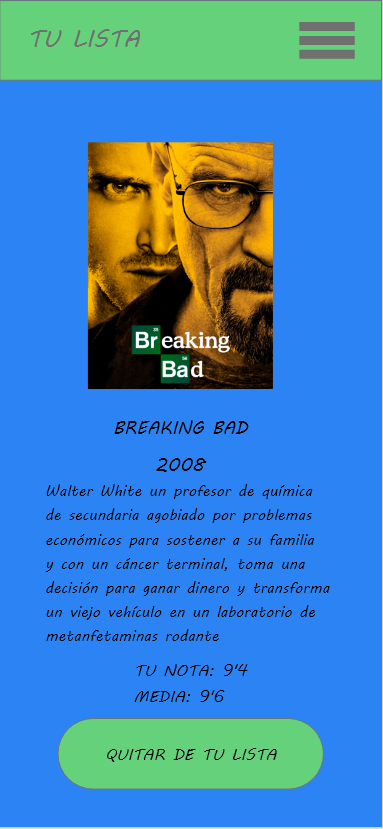 TU LISTA
Breaking
Bad
BREAKING BAD
2008
Walter White un profesor de química
de secundaria agobiado por problemas
económicos para sostener a su familia
y con un cáncer terminal, toma una
decisión para ganar dinero y transforma
un viejo vehículo en un laboratorio de
metanfetaminas rodante
TU NOTA: 9'4
MEDIA: 9'6
QUITAR DE TU LISTA